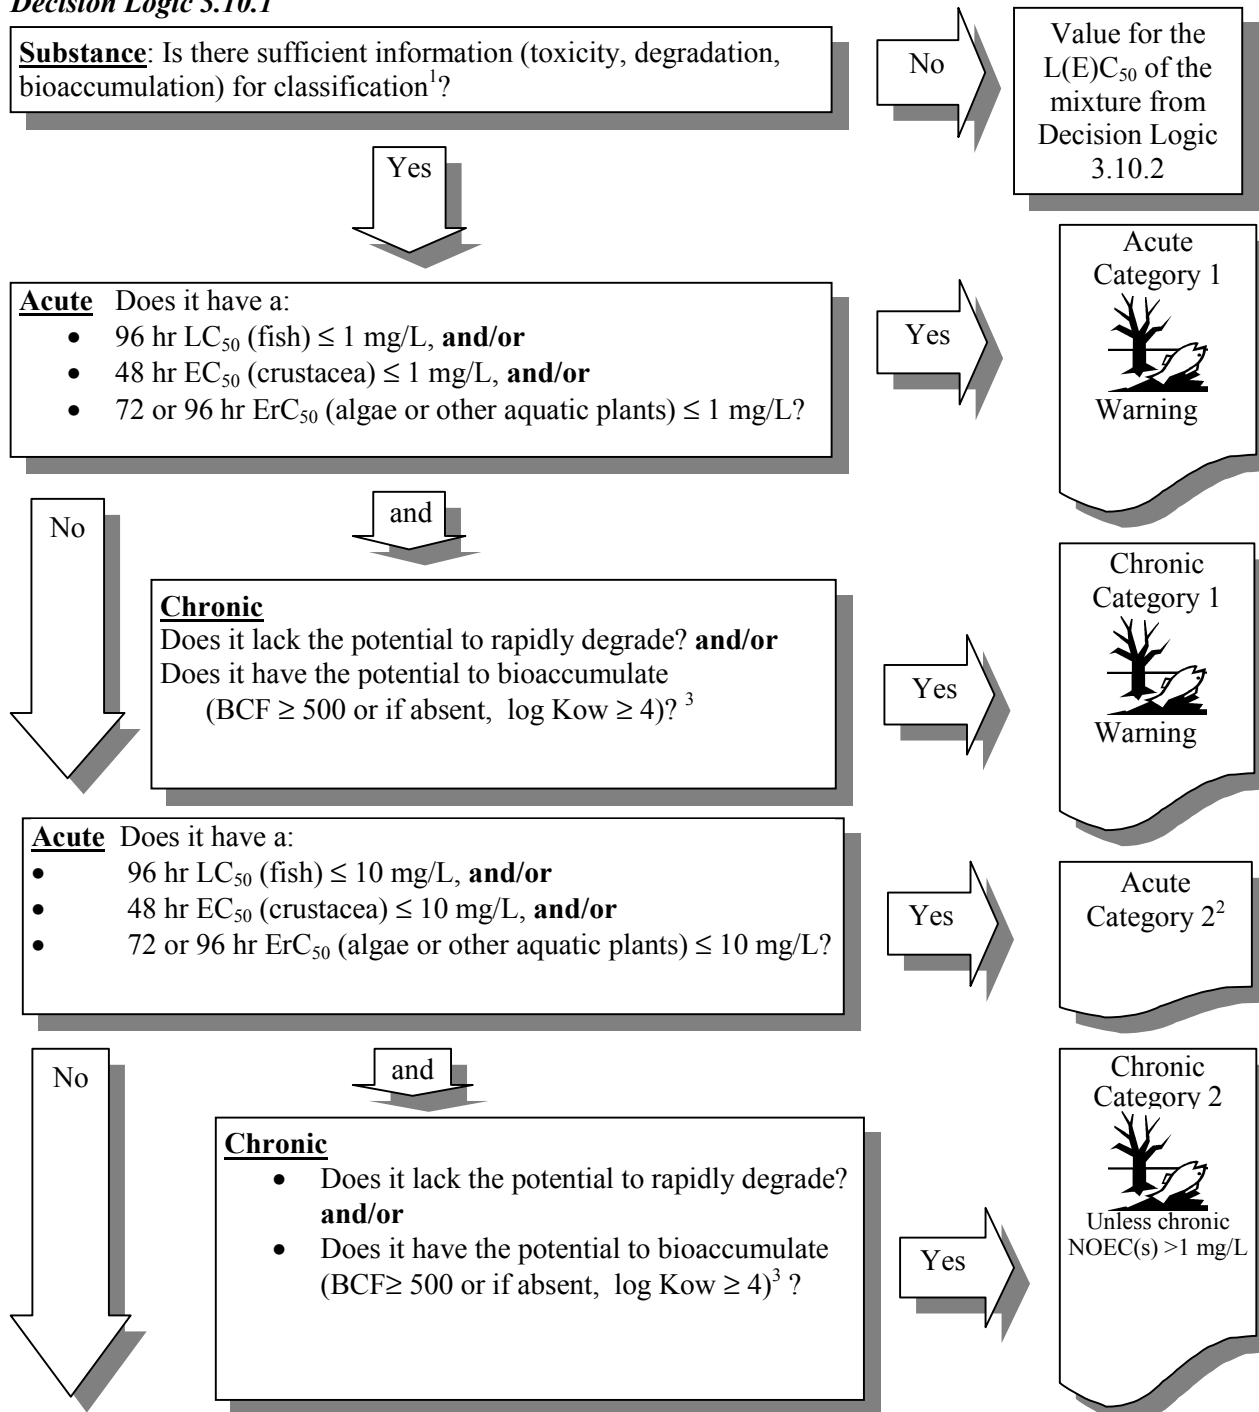 Decision Logic 3.10.1
Substance: Is there sufficient information (toxicity, degradation,
bioaccumulation) for classification¹?
No
Value for the
L(E)C₅₀ of the
mixture from
Decision Logic
3.10.2
Yes
Acute Does it have a:
• 96 hr LC₅₀ (fish) ≤ 1 mg/L, and/or
• 48 hr EC₅₀ (crustacea) ≤ 1 mg/L, and/or
• 72 or 96 hr ErC₅₀ (algae or other aquatic plants) ≤ 1 mg/L?
Yes
Acute
Category 1
Warning
No
and
Chronic
Does it lack the potential to rapidly degrade? and/or
Does it have the potential to bioaccumulate
(BCF ≥ 500 or if absent, log Kow ≥ 4)? ³
Yes
Chronic
Category 1
Warning
Acute Does it have a:
• 96 hr LC₅₀ (fish) ≤ 10 mg/L, and/or
• 48 hr EC₅₀ (crustacea) ≤ 10 mg/L, and/or
• 72 or 96 hr ErC₅₀ (algae or other aquatic plants) ≤ 10 mg/L?
Yes
Acute
Category 2²
No
and
Chronic
• Does it lack the potential to rapidly degrade?
and/or
• Does it have the potential to bioaccumulate
(BCF≥ 500 or if absent, log Kow ≥ 4)³ ?
Yes
Chronic
Category 2
Unless chronic
NOEC(s) >1 mg/L